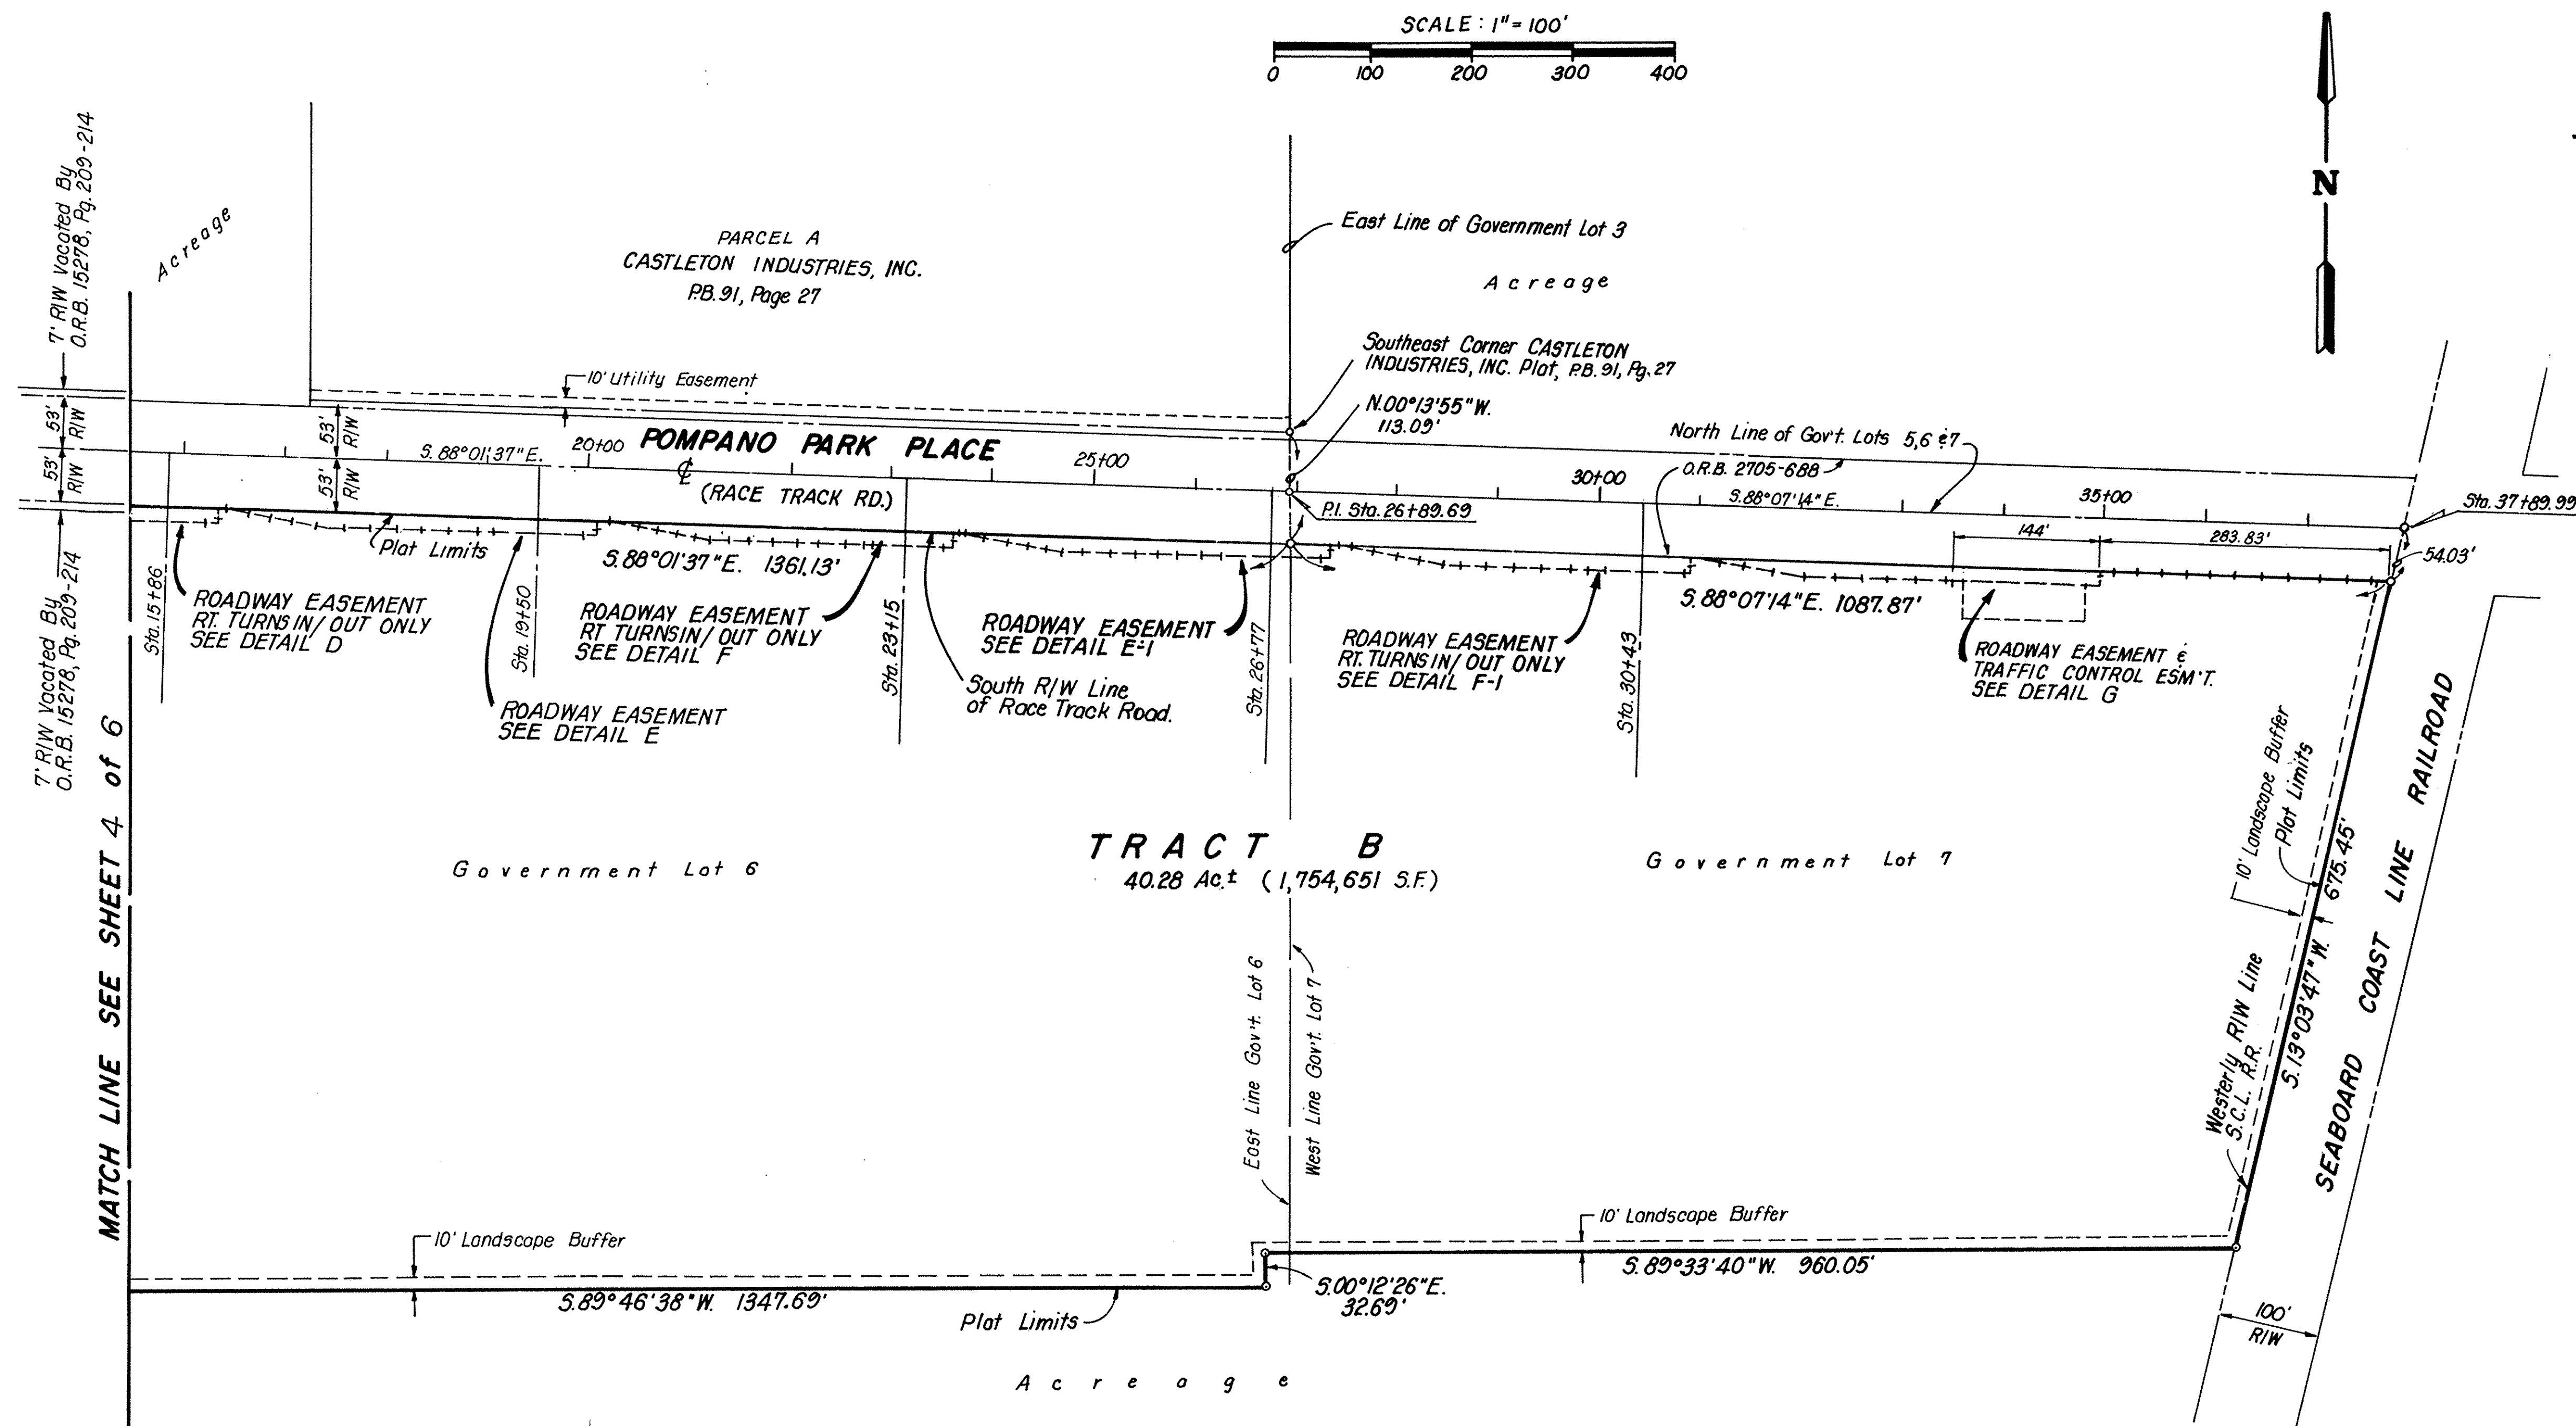 SCALE: 1"=100'
0 100 200 300 400
N
7' R/W Vacated By
O.R.B. 15278, Pg. 209-214
Acreage
PARCEL A
CASTLETON INDUSTRIES, INC.
P.B. 91, Page 27
East Line of Government Lot 3
Acreage
Southeast Corner CASTLETON
INDUSTRIES, INC. Plat, P.B. 91, Pg. 27
10' Utility Easement
N.00°13'55"W.
113.09'
53'
R/W
53'
R/W
53'
R/W
53'
S.88°01'37"E.
20+00
POMPANO PARK PLACE
℄
(RACE TRACK RD.)
25+00
North Line of Gov't. Lots 5,6 & 7
O.R.B. 2705-688
30+00
S.88°07'14"E.
35+00
Sta. 37+89.99
P.I. Sta. 26+89.69
144'
283.83'
54.03'
Plat Limits
S.88°01'37"E. 1361.13'
S.88°07'14"E. 1087.87'
7' R/W Vacated By
O.R.B. 15278, Pg. 209-214
Sta. 15+86
ROADWAY EASEMENT
RT. TURNS IN/OUT ONLY
SEE DETAIL D
Sta. 19+50
ROADWAY EASEMENT
SEE DETAIL E
ROADWAY EASEMENT
RT TURNS IN/OUT ONLY
SEE DETAIL F
Sta. 23+15
South R/W Line
of Race Track Road.
ROADWAY EASEMENT
SEE DETAIL E-1
Sta. 26+77
ROADWAY EASEMENT
RT. TURNS IN/OUT ONLY
SEE DETAIL F-1
Sta. 30+43
ROADWAY EASEMENT &
TRAFFIC CONTROL ESM'T.
SEE DETAIL G
MATCH LINE SEE SHEET 4 of 6
TRACT B
40.28 Ac.± (1,754,651 S.F.)
Government Lot 6
Government Lot 7
East Line Gov't. Lot 6
West Line Gov't. Lot 7
10' Landscape Buffer
Plat Limits
S.13°03'47"W. 675.45'
Westerly R/W Line
S.C.L. R.R.
SEABOARD COAST LINE RAILROAD
10' Landscape Buffer
S.89°46'38"W. 1347.69'
Plat Limits
S.00°12'26"E.
32.69'
10' Landscape Buffer
S.89°33'40"W. 960.05'
100'
R/W
Acreage